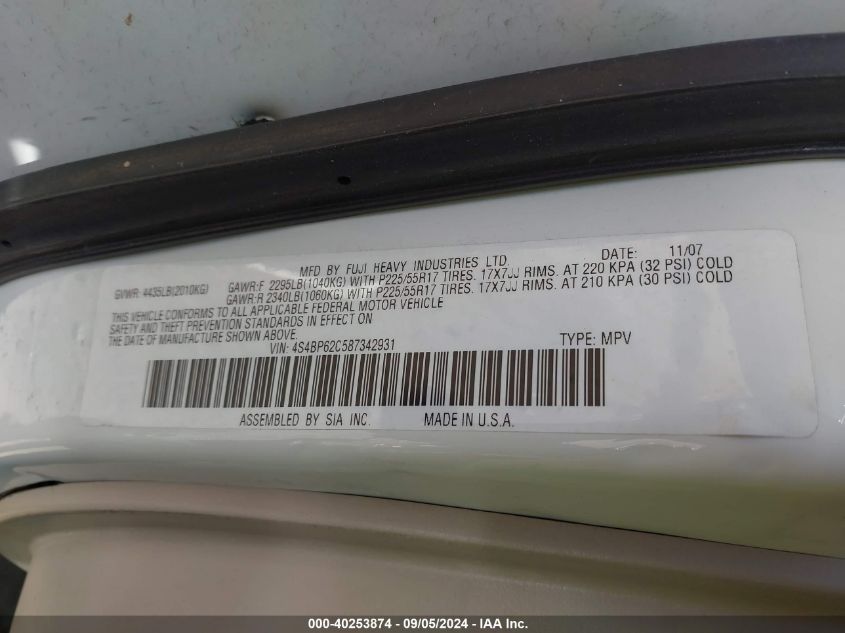 MFD BY FUJI HEAVY INDUSTRIES LTD. DATE: 11/07
GVWR: 4435LB(2010KG) GAWR:F 2295LB(1040KG) WITH P225/55R17 TIRES. 17X7JJ RIMS. AT 220 KPA (32 PSI) COLD
GAWR:R 2340LB(1060KG) WITH P225/55R17 TIRES. 17X7JJ RIMS. AT 210 KPA (30 PSI) COLD
THIS VEHICLE CONFORMS TO ALL APPLICABLE FEDERAL MOTOR VEHICLE
SAFETY AND THEFT PREVENTION STANDARDS IN EFFECT ON
THE DATE OF MANUFACTURE SHOWN ABOVE.
VIN: 4S4BP62C587342931 TYPE: MPV
ASSEMBLED BY SIA INC. MADE IN U.S.A.
000-40253874 - 09/05/2024 - IAA Inc.